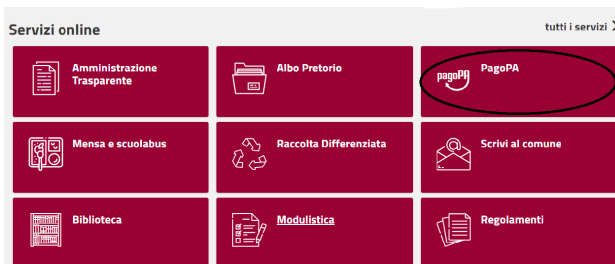 Servizi online
tutti i servizi
Amministrazione
Trasparente
Albo Pretorio
pagoPA
PagoPA
Mensa e scuolabus
Raccolta Differenziata
Scrivi al comune
Biblioteca
Modulistica
Regolamenti